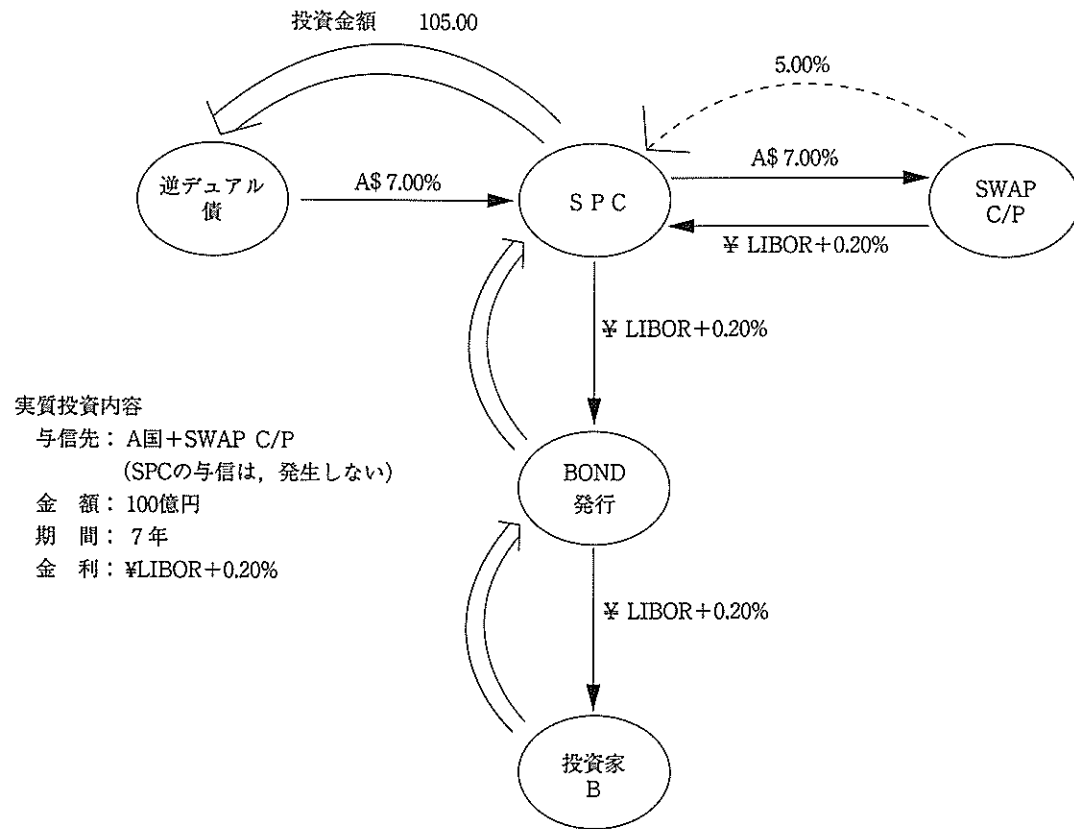 投資金額 105.00
5.00%
逆デュアル
債
A$ 7.00%
S P C
A$ 7.00%
SWAP
C/P
¥ LIBOR+0.20%
¥ LIBOR+0.20%
実質投資内容
与信先：A国+SWAP C/P
(SPCの与信は，発生しない)
金 額：100億円
期 間：7年
金 利：¥LIBOR+0.20%
BOND
発行
¥ LIBOR+0.20%
投資家
B